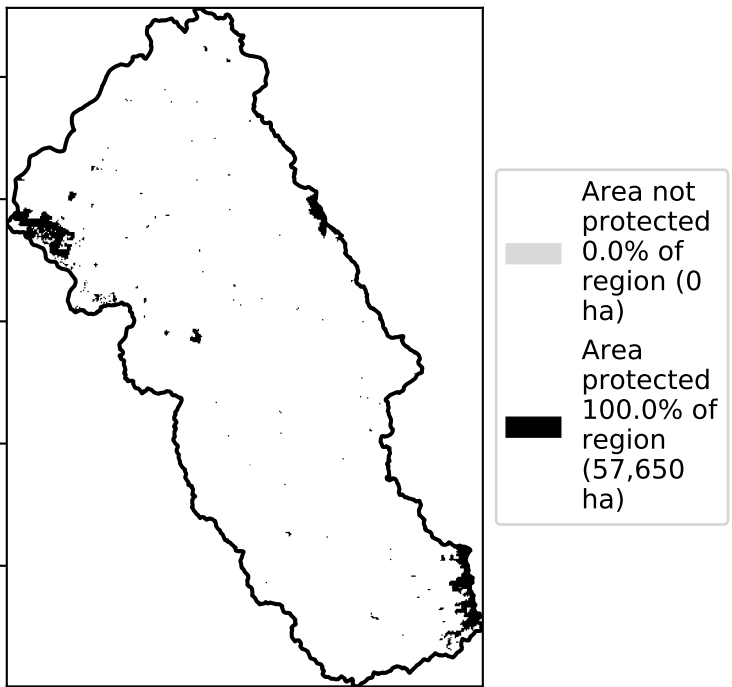 Area not
protected
0.0% of
region (0
ha)
Area
protected
100.0% of
region
(57,650
ha)